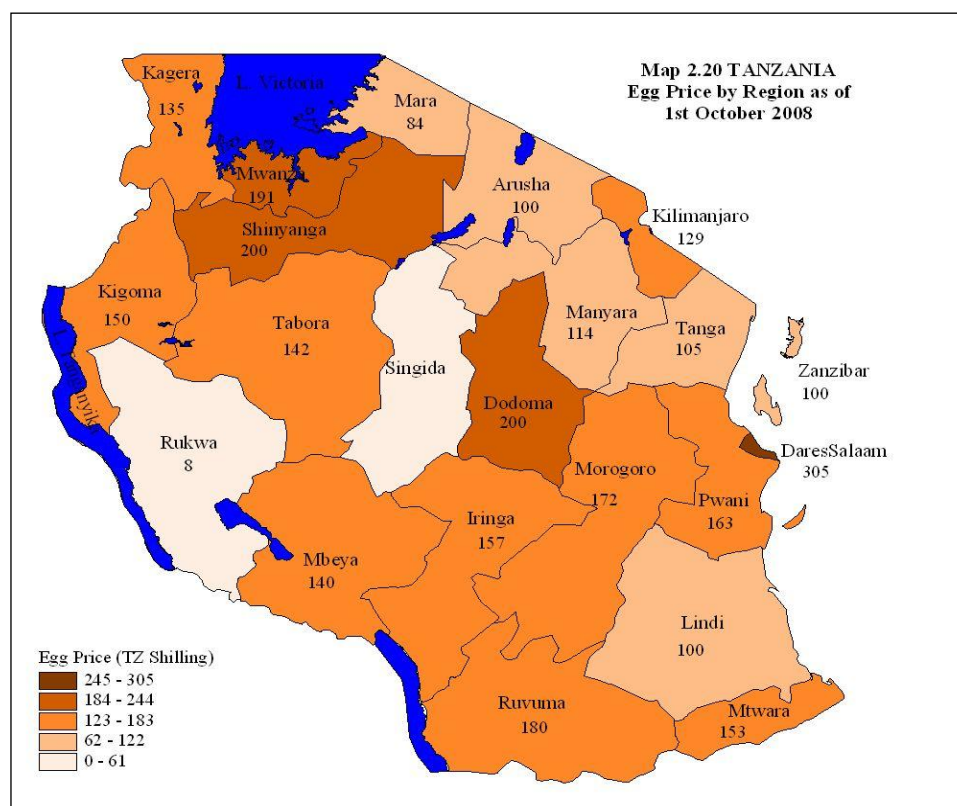 Map 2.20 TANZANIA
Egg Price by Region as of
1st October 2008
Kagera
135
L. Victoria
Mara
84
Mwanza
191
Arusha
100
Shinyanga
200
Kilimanjaro
129
Kigoma
150
Tabora
142
Manyara
114
Tanga
105
Singida
Zanzibar
100
Dodoma
200
Rukwa
8
DaresSalaam
305
Morogoro
172
Pwani
163
Iringa
157
Mbeya
140
Lindi
100
Ruvuma
180
Mtwara
153
Egg Price (TZ Shilling)
245 - 305
184 - 244
123 - 183
62 - 122
0 - 61